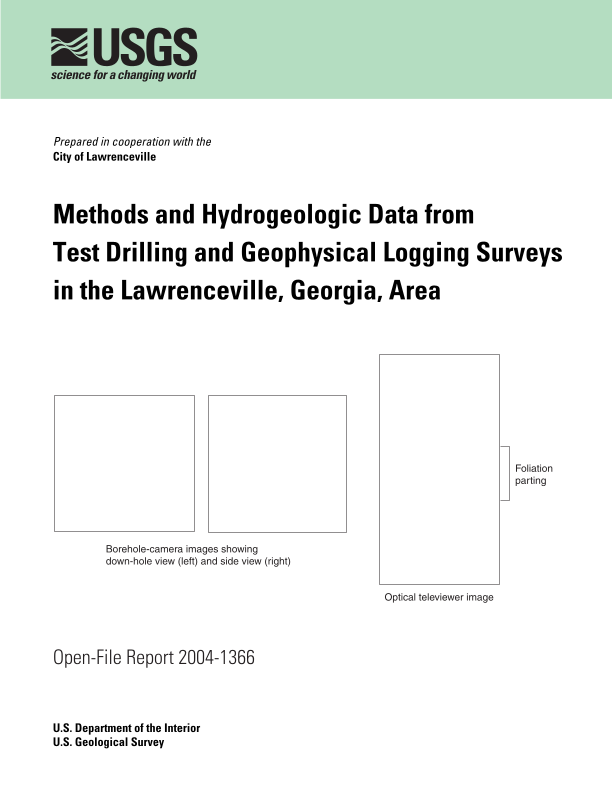 USGS
science for a changing world
Prepared in cooperation with the
City of Lawrenceville
Methods and Hydrogeologic Data from
Test Drilling and Geophysical Logging Surveys
in the Lawrenceville, Georgia, Area
Foliation
parting
Borehole-camera images showing
down-hole view (left) and side view (right)
Optical televiewer image
Open-File Report 2004-1366
U.S. Department of the Interior
U.S. Geological Survey